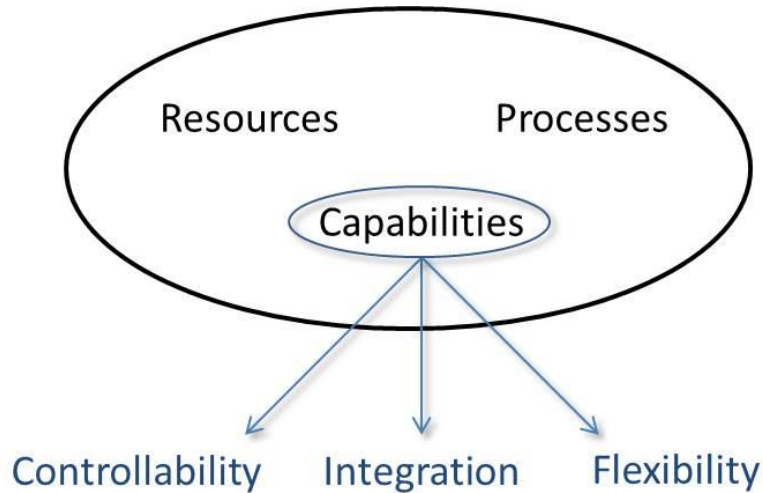 Resources Processes
Capabilities
Controllability Integration Flexibility